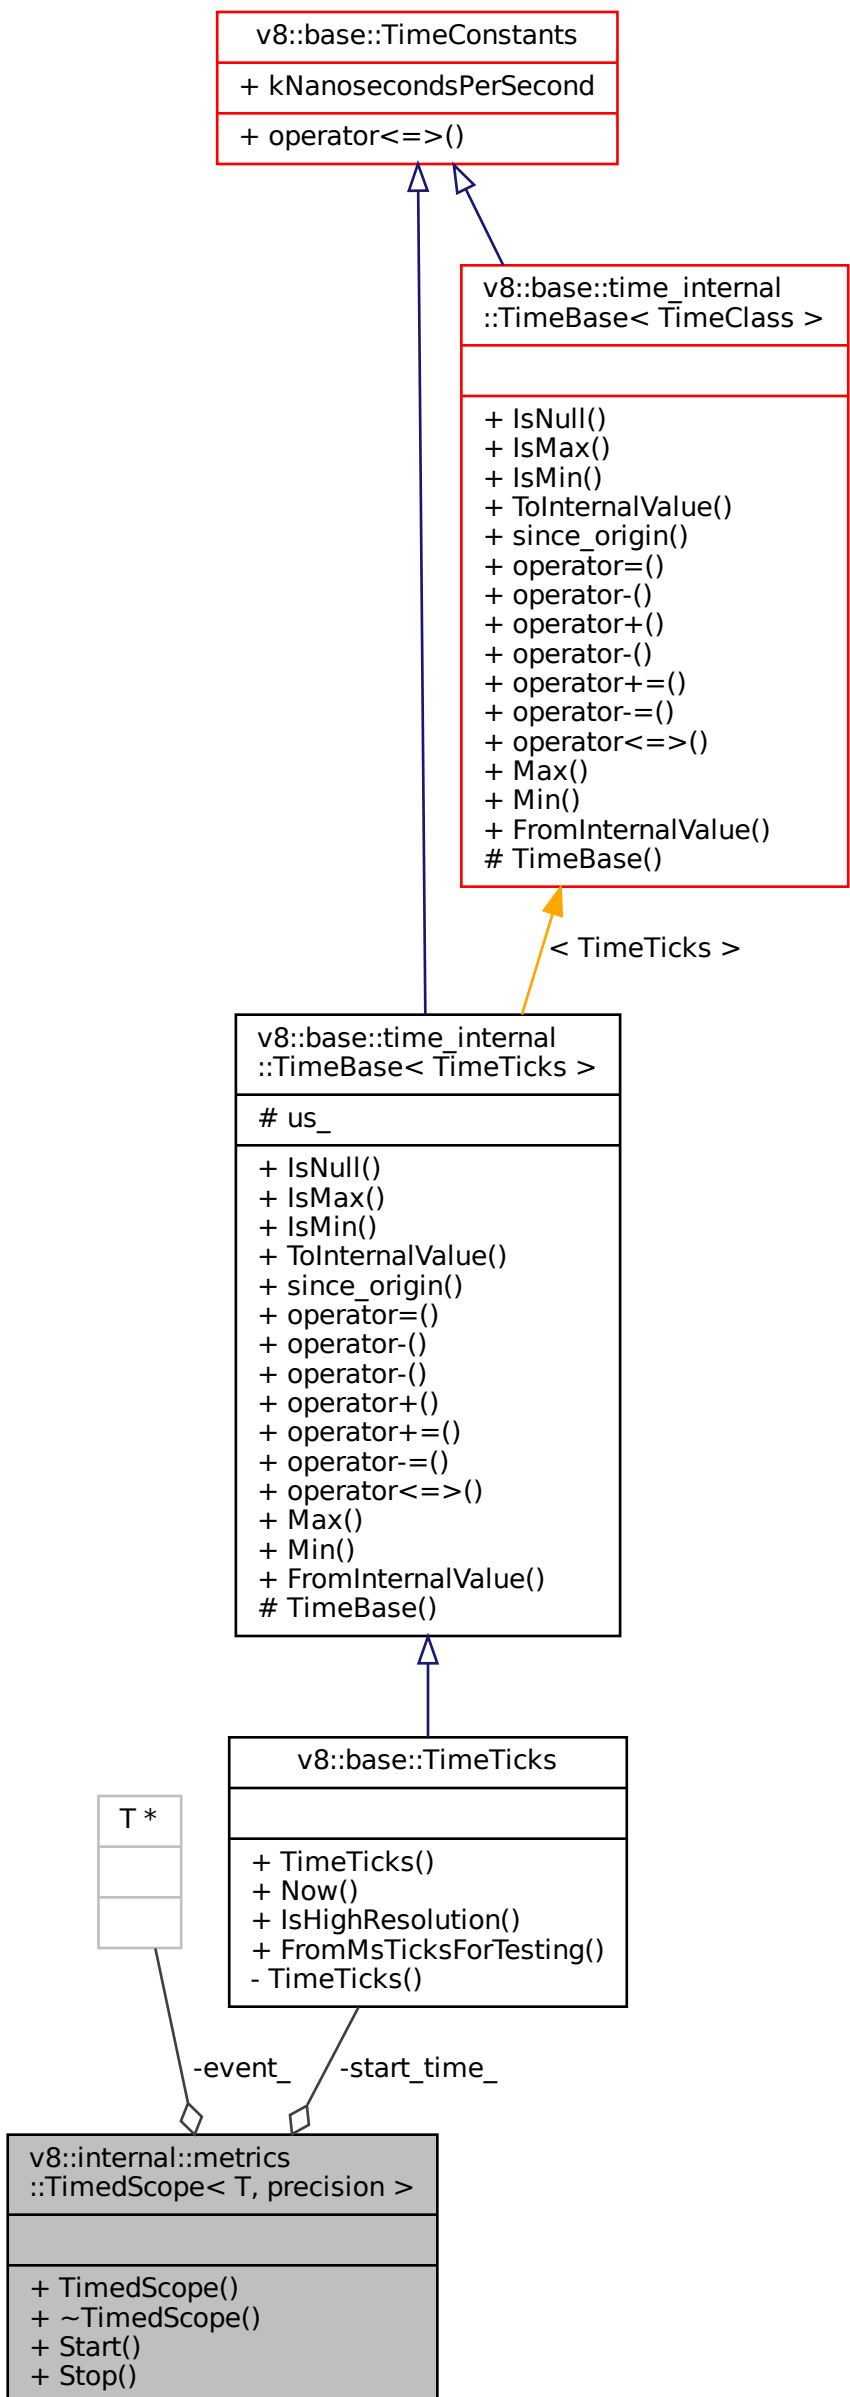 v8::base::TimeConstants
+ kNanosecondsPerSecond
+ operator<=>()
v8::base::time_internal
::TimeBase< TimeClass >
+ IsNull()
+ IsMax()
+ IsMin()
+ ToInternalValue()
+ since_origin()
+ operator=()
+ operator-()
+ operator+()
+ operator-()
+ operator+=()
+ operator-=()
+ operator<=>()
+ Max()
+ Min()
+ FromInternalValue()
# TimeBase()
< TimeTicks >
v8::base::time_internal
::TimeBase< TimeTicks >
# us_
+ IsNull()
+ IsMax()
+ IsMin()
+ ToInternalValue()
+ since_origin()
+ operator=()
+ operator-()
+ operator-()
+ operator+()
+ operator+=()
+ operator-=()
+ operator<=>()
+ Max()
+ Min()
+ FromInternalValue()
# TimeBase()
v8::base::TimeTicks
+ TimeTicks()
+ Now()
+ IsHighResolution()
+ FromMsTicksForTesting()
- TimeTicks()
T *
-event_
-start_time_
v8::internal::metrics
::TimedScope< T, precision >
+ TimedScope()
+ ~TimedScope()
+ Start()
+ Stop()